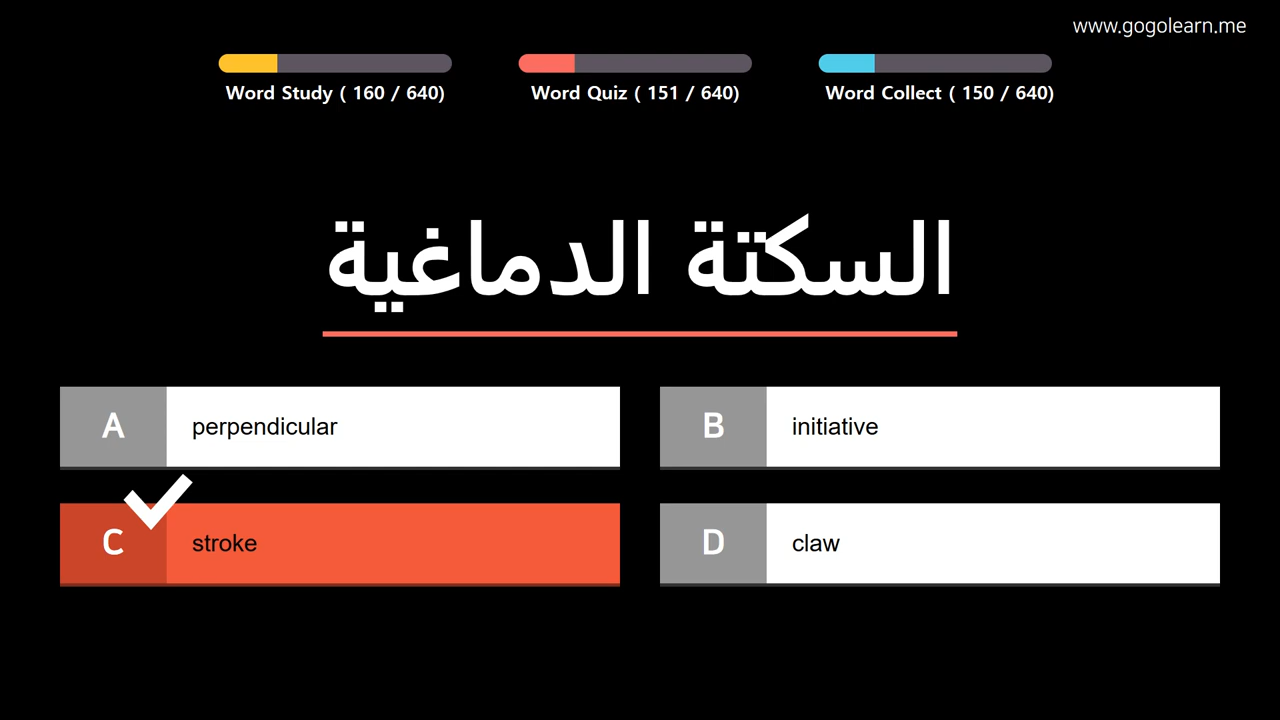 www.gogolearn.me
Word Study ( 160 / 640)
Word Quiz ( 151 / 640)
Word Collect ( 150 / 640)
السكتة الدماغية
A perpendicular
B initiative
C stroke
D claw